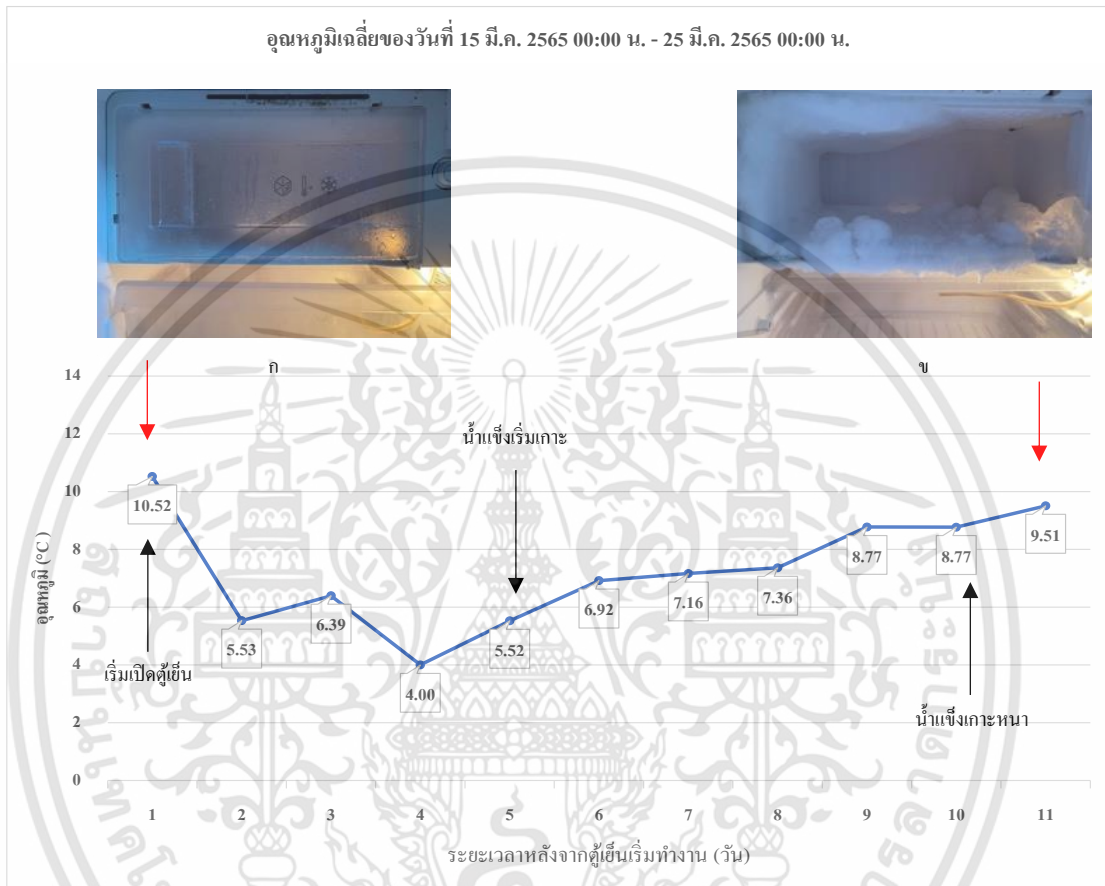 อุณหภูมิเฉลี่ยของวันที่ 15 มี.ค. 2565 00:00 น. - 25 มี.ค. 2565 00:00 น.
ก
ข
14
12
10
8
6
4
2
0
อุณหภูมิ (°C)
น้ำแข็งเริ่มเกาะ
10.52
5.53
6.39
4.00
5.52
6.92
7.16
7.36
8.77
8.77
9.51
เริ่มเปิดตู้เย็น
น้ำแข็งเกาะหนา
1 2 3 4 5 6 7 8 9 10 11
ระยะเวลาหลังจากตู้เย็นเริ่มทำงาน (วัน)